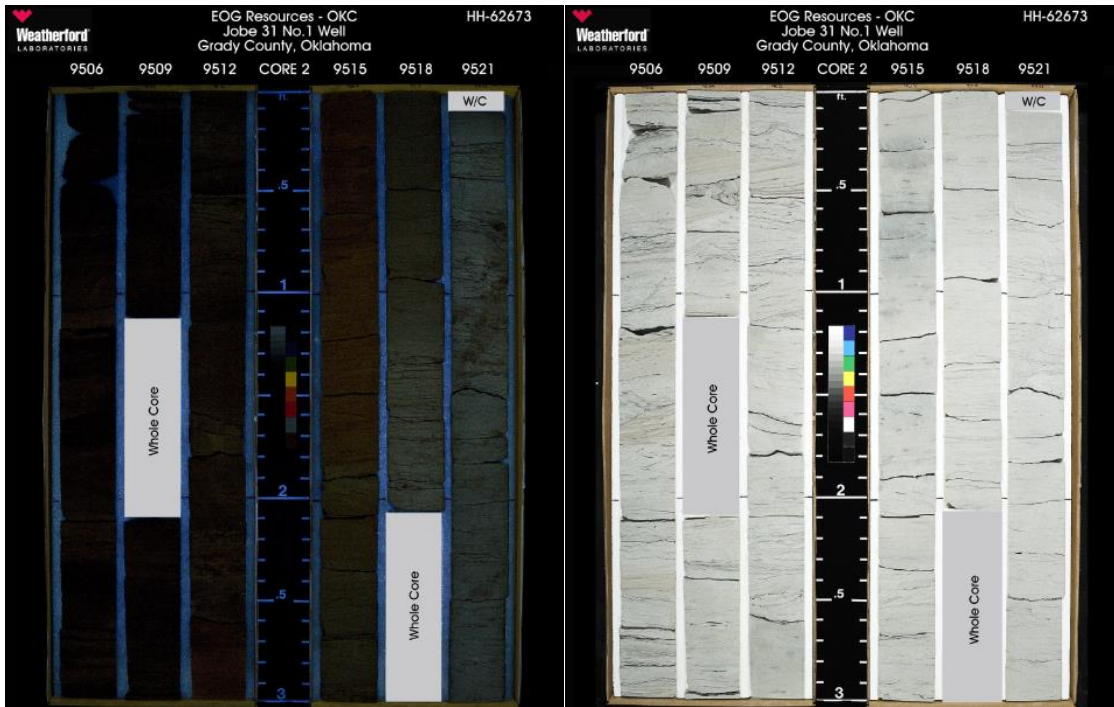 Weatherford
LABORATORIES
EOG Resources - OKC
Jobe 31 No.1 Well
Grady County, Oklahoma
HH-62673
9506 9509 9512 CORE 2 9515 9518 9521
ft.
W/C
.5
1
Whole Core
2
.5
Whole Core
3
Weatherford
LABORATORIES
EOG Resources - OKC
Jobe 31 No.1 Well
Grady County, Oklahoma
HH-62673
9506 9509 9512 CORE 2 9515 9518 9521
ft.
W/C
.5
1
Whole Core
2
.5
Whole Core
3